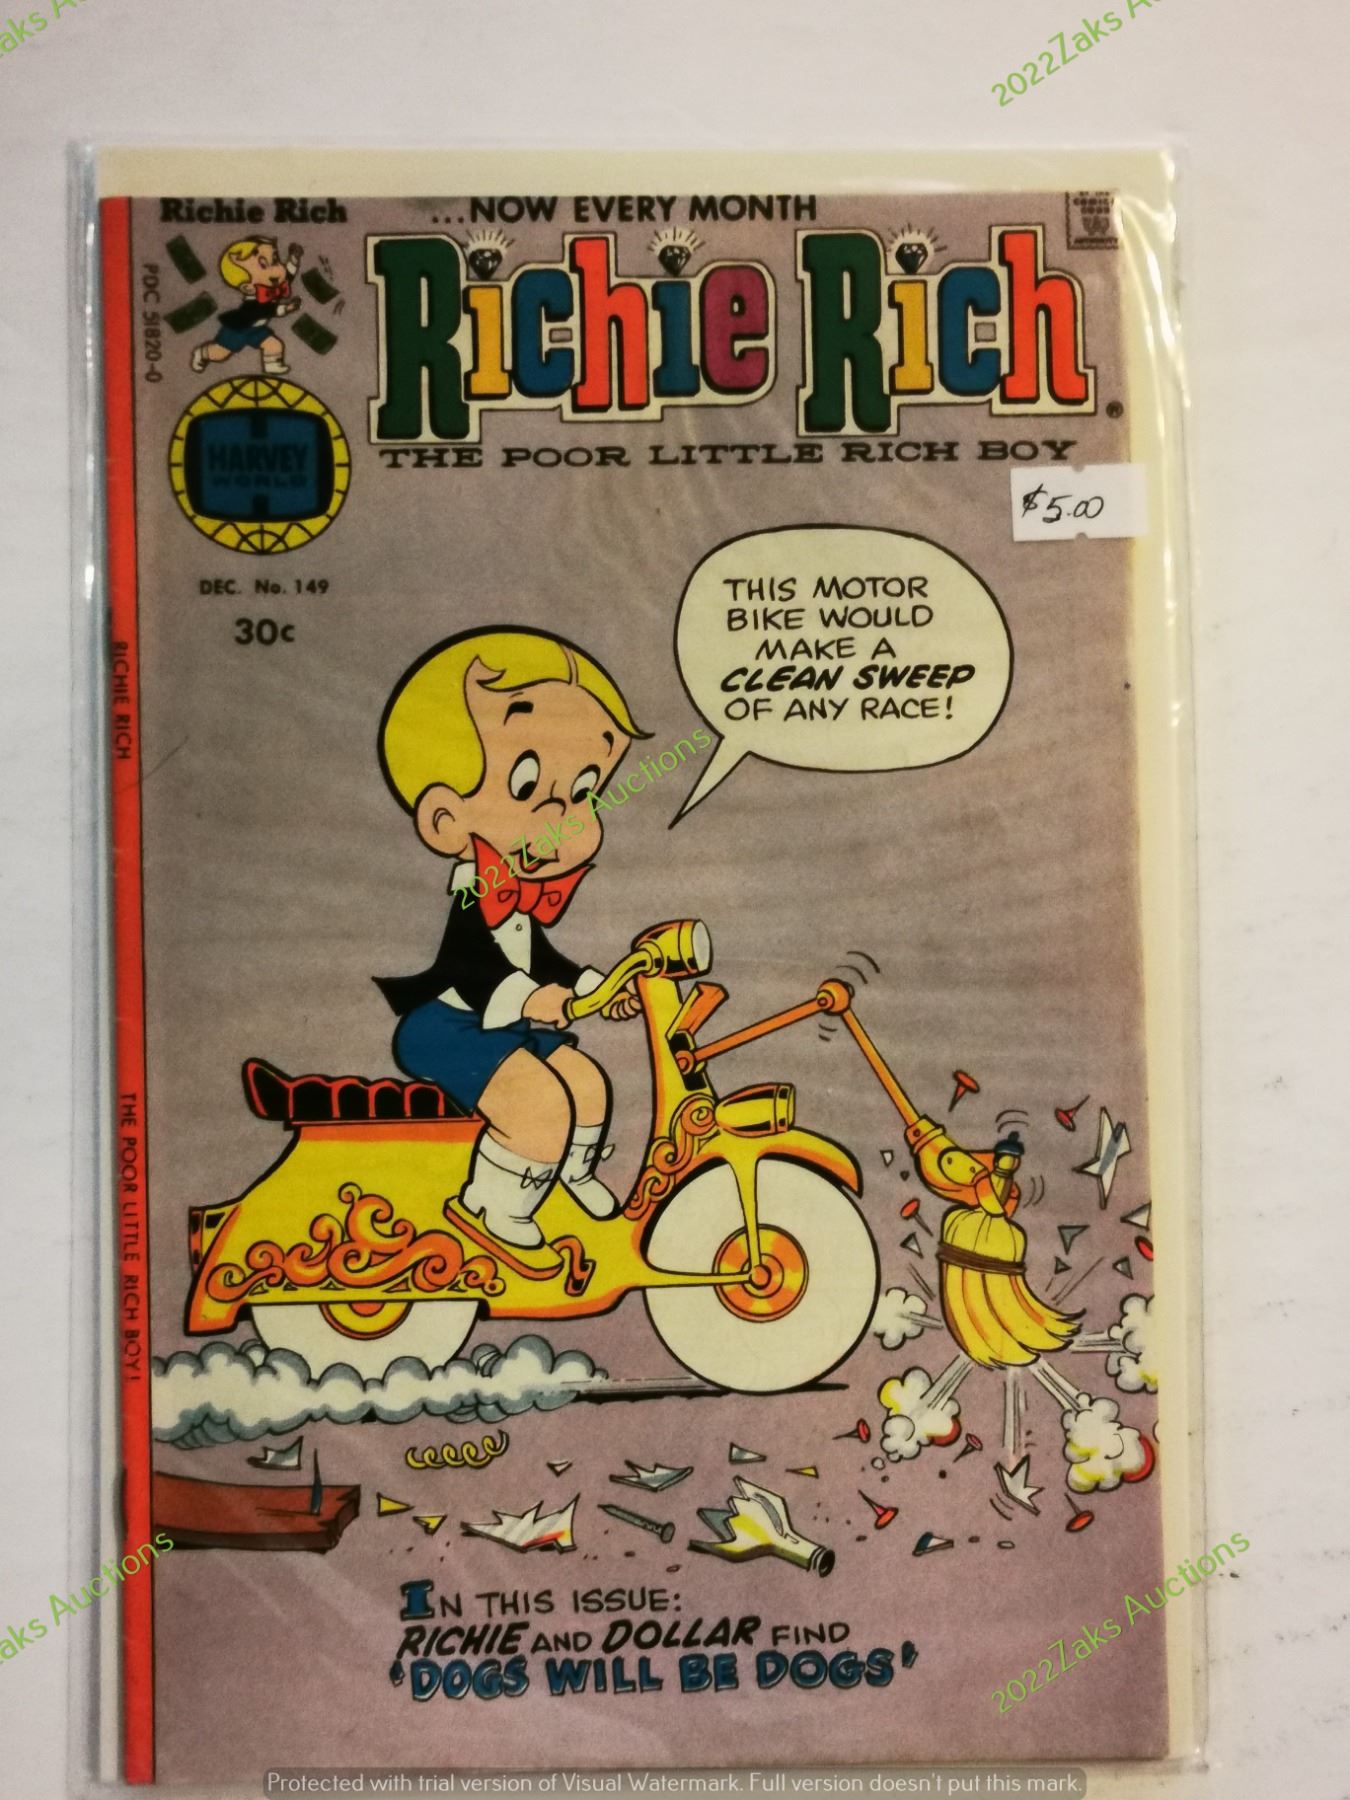 2022Zaks A
aks A
Richie Rich
...NOW EVERY MONTH
Richie Rich
®
THE POOR LITTLE RICH BOY
PDC 51820-0
HARVEY
WORLD
$5.00
DEC. No. 149
30c
THIS MOTOR
BIKE WOULD
MAKE A
CLEAN SWEEP
OF ANY RACE!
RICHIE RICH
THE POOR LITTLE RICH BOY!
2022Zaks Auctions
aks Auctions
2022Zaks Auctions
IN THIS ISSUE:
RICHIE AND DOLLAR FIND
'DOGS WILL BE DOGS'
Protected with trial version of Visual Watermark. Full version doesn't put this mark.